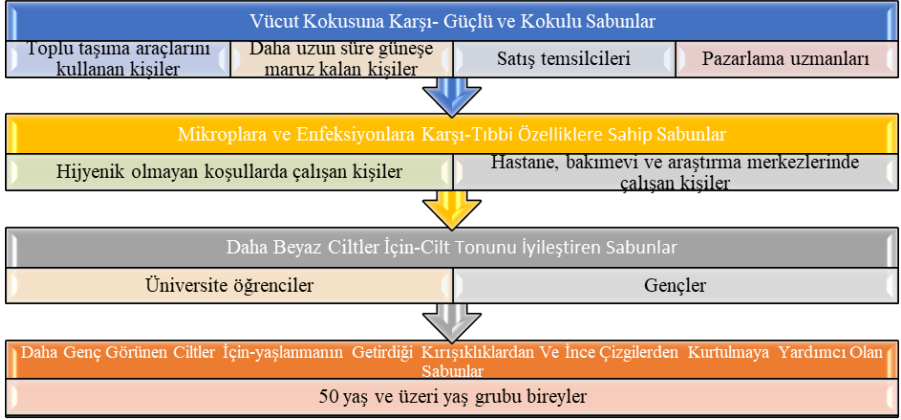 Vücut Kokusuna Karşı- Güçlü ve Kokulu Sabunlar
Toplu taşıma araçlarını
kullanan kişiler
Daha uzun süre güneşe
maruz kalan kişiler
Satış temsilcileri
Pazarlama uzmanları
Mikroplara ve Enfeksiyonlara Karşı-Tıbbi Özelliklere Sahip Sabunlar
Hijyenik olmayan koşullarda çalışan kişiler
Hastane, bakımevi ve araştırma merkezlerinde
çalışan kişiler
Daha Beyaz Ciltler İçin-Cilt Tonunu İyileştiren Sabunlar
Üniversite öğrenciler
Gençler
Daha Genç Görünen Ciltler İçin-yaşlanmanın Getirdiği Kırışıklıklardan Ve İnce Çizgilerden Kurtulmaya Yardımcı Olan
Sabunlar
50 yaş ve üzeri yaş grubu bireyler